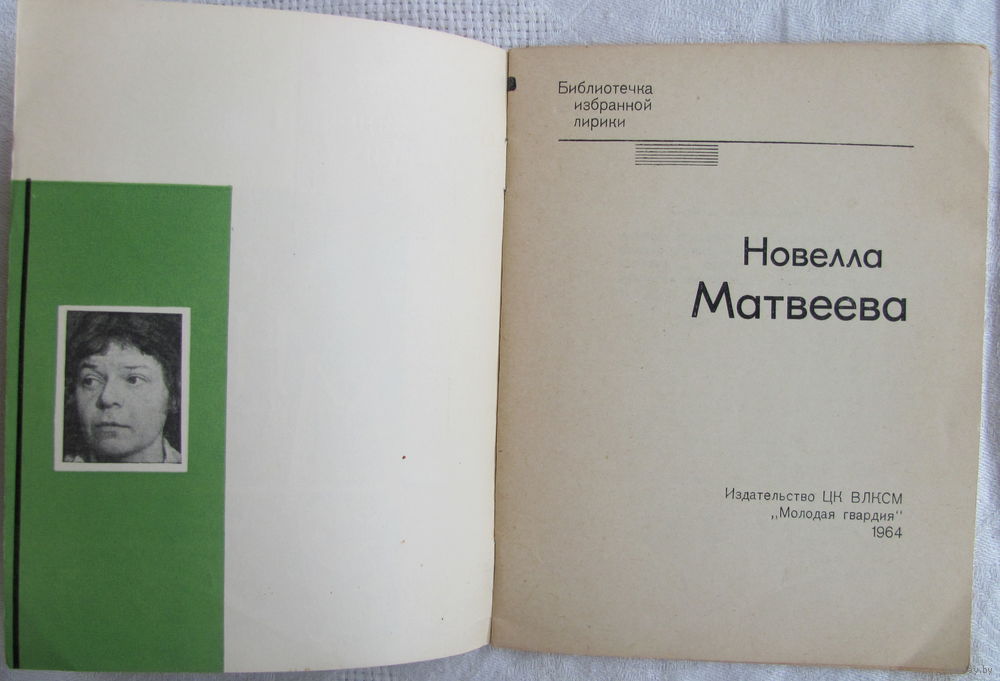 Библиотечка
избранной
лирики
Новелла
Матвеева
Издательство ЦК ВЛКСМ
„Молодая гвардия"
1964